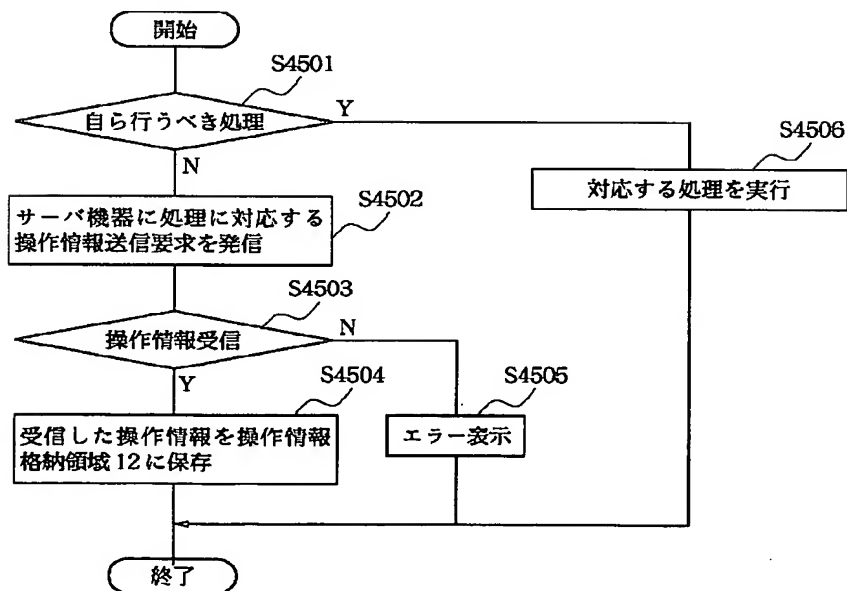 開始
S4501
自ら行うべき処理
Y
N
S4506
対応する処理を実行
S4502
サーバ機器に処理に対応する
操作情報送信要求を発信
S4503
操作情報受信
N
Y
S4504
受信した操作情報を操作情報
格納領域12に保存
S4505
エラー表示
終了